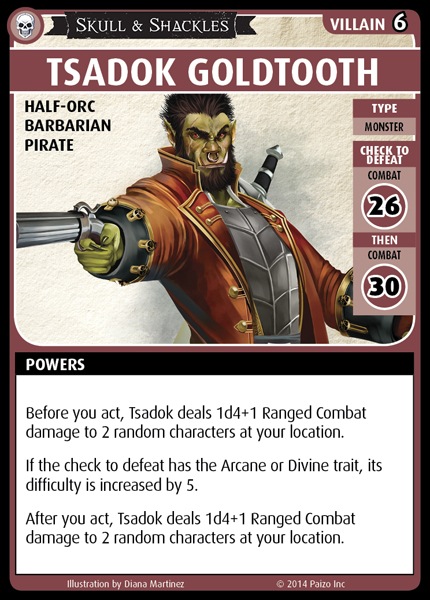 SKULL & SHACKLES
VILLAIN 6
TSADOK GOLDTOOTH
HALF-ORC
BARBARIAN
PIRATE
TYPE
MONSTER
CHECK TO
DEFEAT
COMBAT
26
THEN
COMBAT
30
POWERS
Before you act, Tsadok deals 1d4+1 Ranged Combat
damage to 2 random characters at your location.
If the check to defeat has the Arcane or Divine trait, its
difficulty is increased by 5.
After you act, Tsadok deals 1d4+1 Ranged Combat
damage to 2 random characters at your location.
Illustration by Diana Martinez
© 2014 Paizo Inc